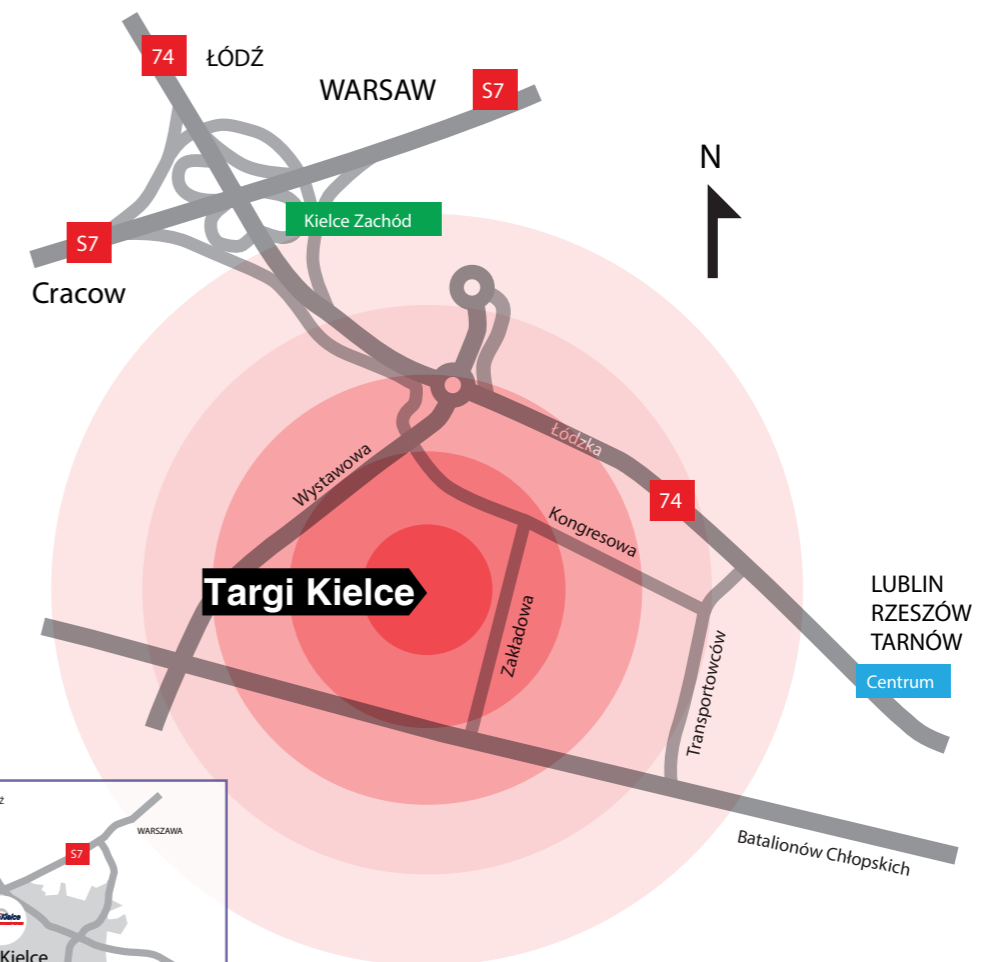 74
ŁÓDŹ
WARSAW
S7
N
Kielce Zachód
S7
Cracow
Łódzka
Wystawowa
74
Kongresowa
Targi Kielce
LUBLIN
RZESZÓW
TARNÓW
Zakładowa
Centrum
Transportowców
Batalionów Chłopskich
WARSZAWA
S7
Kielce
Kielce